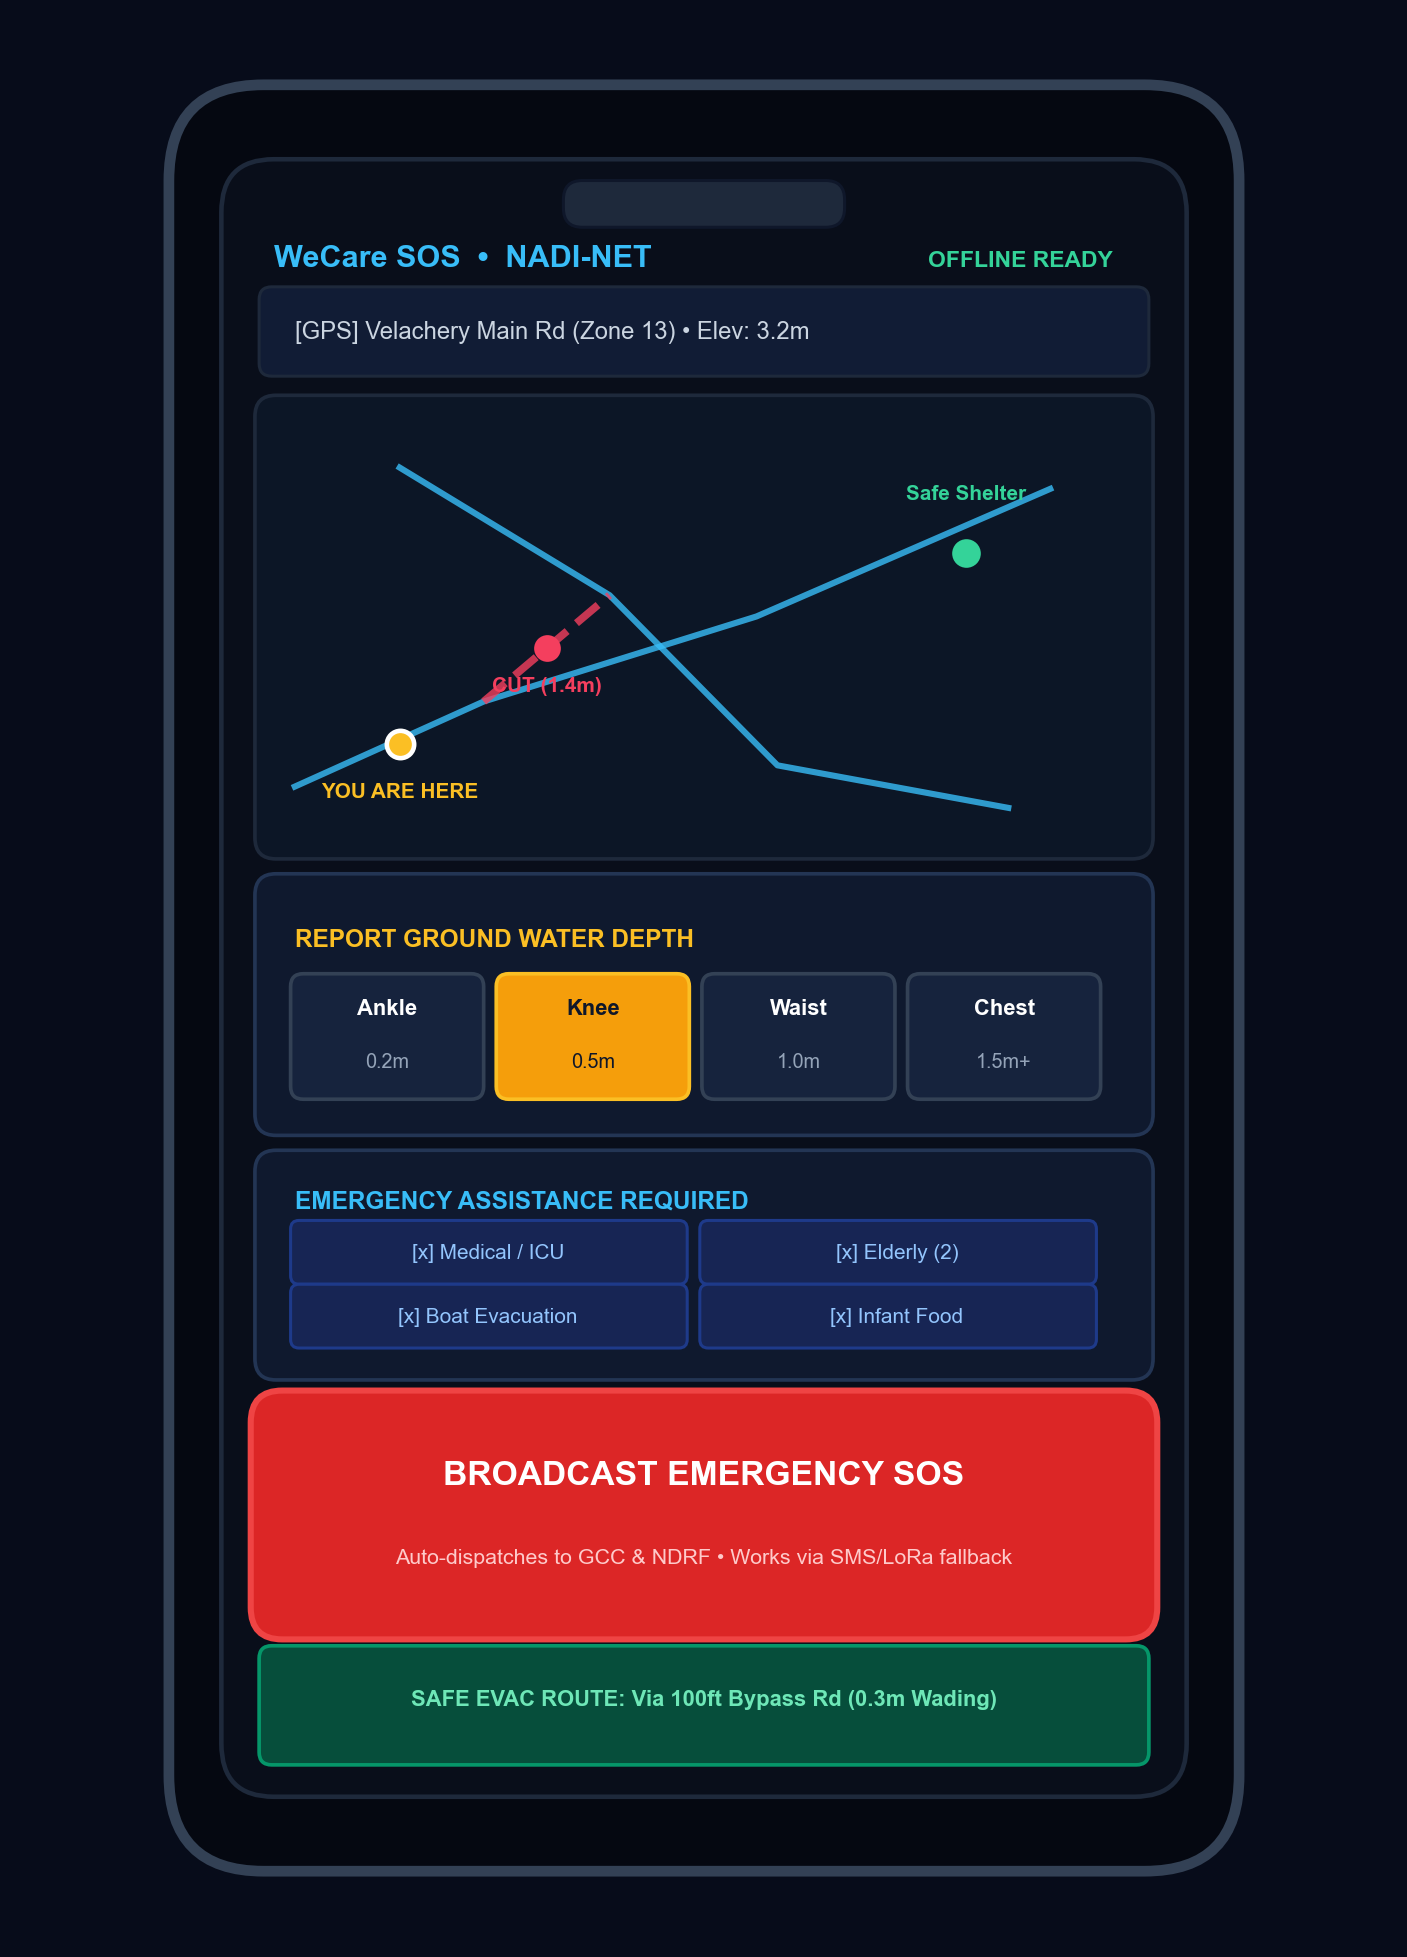 WeCare SOS • NADI-NET
OFFLINE READY
[GPS] Velachery Main Rd (Zone 13) • Elev: 3.2m
Safe Shelter
CUT (1.4m)
YOU ARE HERE
REPORT GROUND WATER DEPTH
Ankle Knee Waist Chest
0.2m 0.5m 1.0m 1.5m+
EMERGENCY ASSISTANCE REQUIRED
[x] Medical / ICU [x] Elderly (2)
[x] Boat Evacuation [x] Infant Food
BROADCAST EMERGENCY SOS
Auto-dispatches to GCC & NDRF • Works via SMS/LoRa fallback
SAFE EVAC ROUTE: Via 100ft Bypass Rd (0.3m Wading)